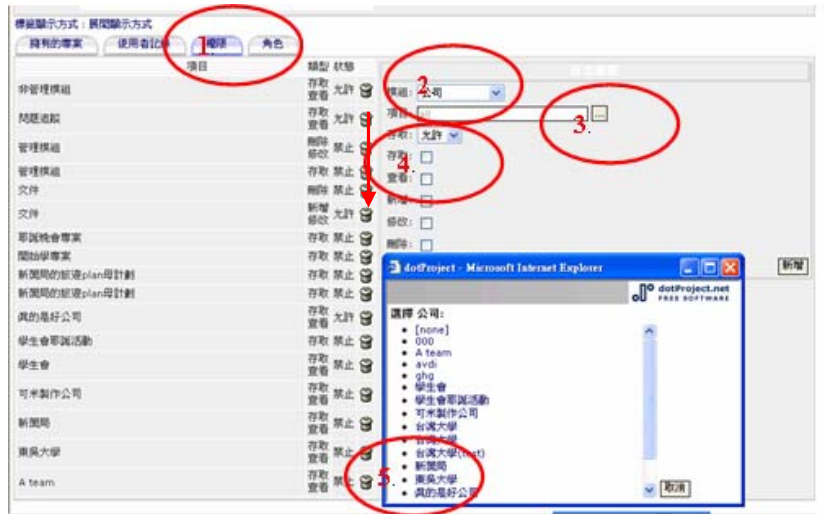 標籤顯示方式：展開顯示方式
擁有的專案 使用者記錄 權限 角色
1.
項目 類型 狀態
非管理模組 存取 查看 允許
問題追蹤 存取 查看 允許
管理模組 刪除 修改 禁止
管理模組 存取 禁止
文件 刪除 禁止
文件 新增 修改 允許
耶誕晚會專案 存取 禁止
開始學專案 存取 禁止
新聞局的旅遊plan母計劃 存取 禁止
新聞局的旅遊plan母計劃 存取 禁止
真的是好公司 存取 查看 允許
學生會耶誕活動 存取 禁止
學生會 存取 查看 禁止
可米製作公司 存取 查看 禁止
新聞局 存取 查看 禁止
東吳大學 存取 查看 禁止
A team 存取 查看 禁止
2
模組: 公司
項目: all ...
3.
存取: 允許
4.
存取:
查看:
新增:
修改:
刪除:
新增
dotProject - Microsoft Internet Explorer
dotProject.net
FREE SOFTWARE
選擇 公司:
[none]
000
A team
avdi
ghg
學生會
學生會耶誕活動
可米製作公司
台灣大學
台灣大學
台灣大學(test)
新聞局
東吳大學
真的是好公司
5.
取消